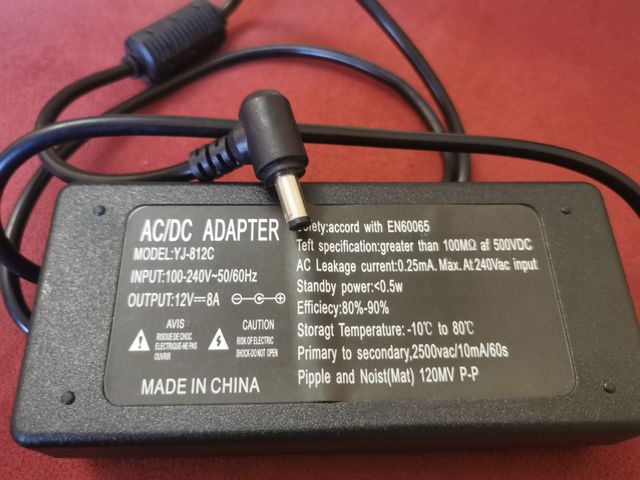 AC/DC ADAPTER
MODEL:YJ-812C
INPUT:100-240V~50/60Hz
OUTPUT:12V⎓8A
AVIS
RISQUE DE CHOC
ELECTRIQUE-NE PAS
OUVRIR
CAUTION
RISK OF ELECTRIC
SHOCK-DO NOT OPEN
MADE IN CHINA
accord with EN60065
Teft specification:greater than 100MΩ af 500VDC
AC Leakage current:0.25mA. Max. At 240Vac input
Standby power:<0.5w
Efficiecy:80%-90%
Storagt Temperature: -10℃ to 80℃
Primary to secondary,2500vac/10mA/60s
Pipple and Noist(Mat) 120MV P-P